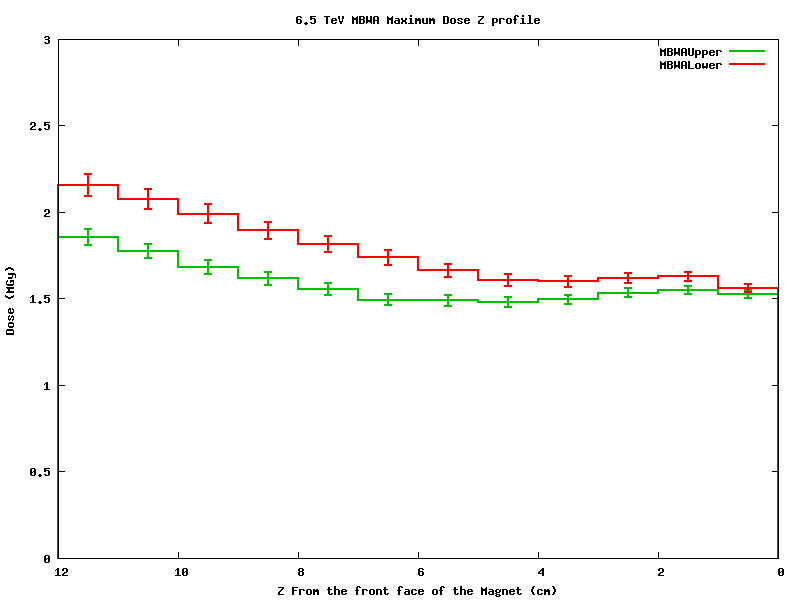 6.5 TeV MBWA Maximum Dose Z profile
MBWAUpper
MBWALower
3
2.5
2
1.5
1
0.5
0
Dose (MGy)
12 10 8 6 4 2 0
Z From the front face of the Magnet (cm)